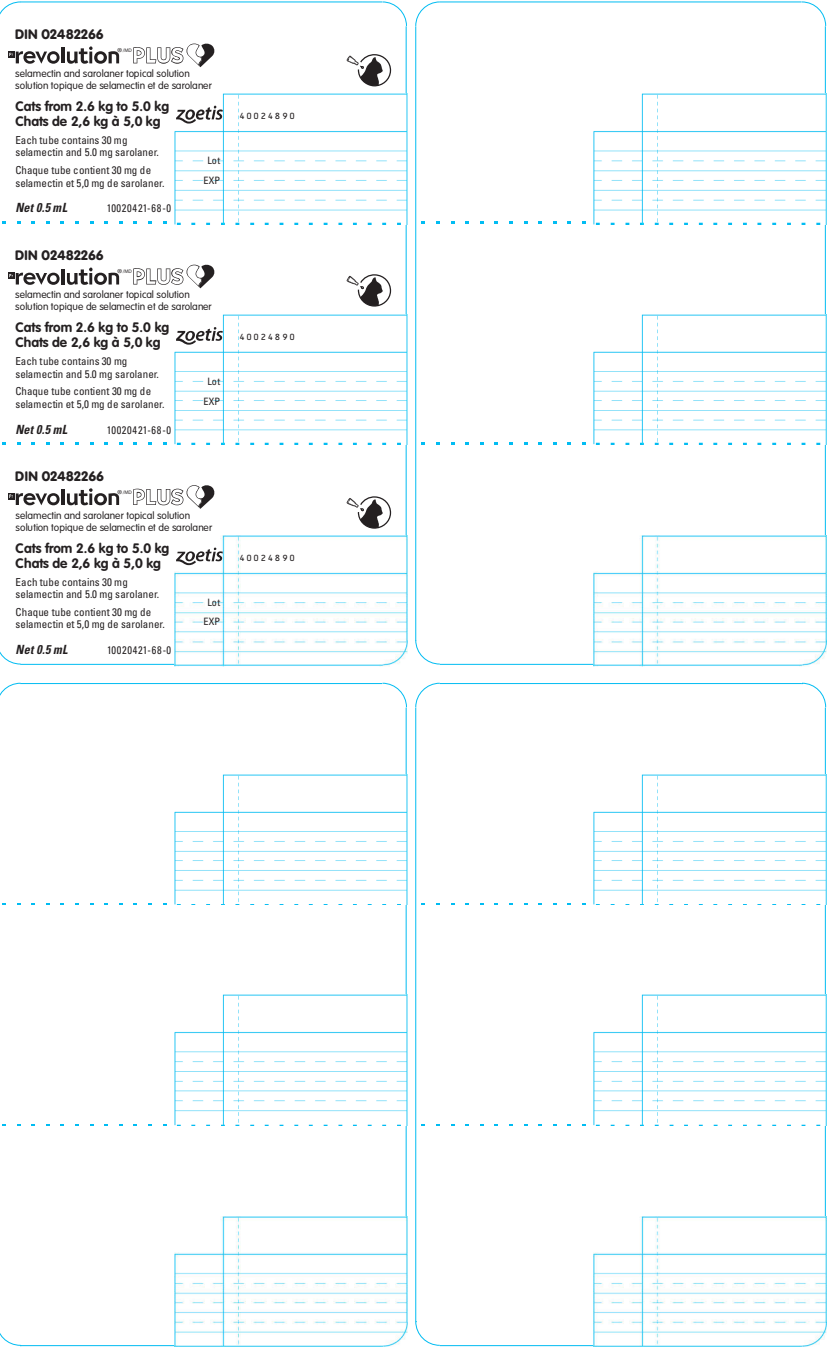 DIN 02482266
revolution PLUS
selamectin and sarolaner topical solution
solution topique de selamectin et de sarolaner
Cats from 2.6 kg to 5.0 kg
Chats de 2,6 kg à 5,0 kg
zoetis
40024890
Each tube contains 30 mg
selamectin and 5.0 mg sarolaner.
Chaque tube contient 30 mg de
selamectin et 5,0 mg de sarolaner.
Lot
EXP
Net 0.5 mL 10020421-68-0
DIN 02482266
revolution PLUS
selamectin and sarolaner topical solution
solution topique de selamectin et de sarolaner
Cats from 2.6 kg to 5.0 kg
Chats de 2,6 kg à 5,0 kg
zoetis
40024890
Each tube contains 30 mg
selamectin and 5.0 mg sarolaner.
Chaque tube contient 30 mg de
selamectin et 5,0 mg de sarolaner.
Lot
EXP
Net 0.5 mL 10020421-68-0
DIN 02482266
revolution PLUS
selamectin and sarolaner topical solution
solution topique de selamectin et de sarolaner
Cats from 2.6 kg to 5.0 kg
Chats de 2,6 kg à 5,0 kg
zoetis
40024890
Each tube contains 30 mg
selamectin and 5.0 mg sarolaner.
Chaque tube contient 30 mg de
selamectin et 5,0 mg de sarolaner.
Lot
EXP
Net 0.5 mL 10020421-68-0